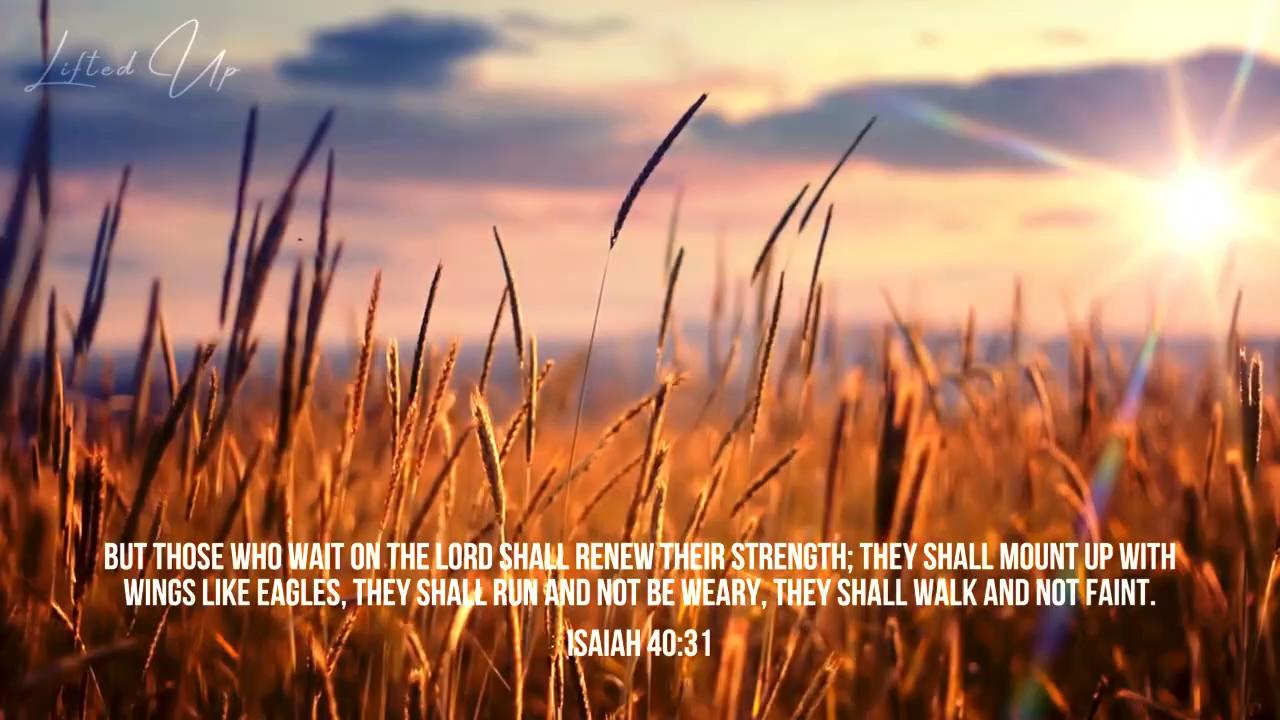 Lifted Up
BUT THOSE WHO WAIT ON THE LORD SHALL RENEW THEIR STRENGTH; THEY SHALL MOUNT UP WITH
WINGS LIKE EAGLES, THEY SHALL RUN AND NOT BE WEARY, THEY SHALL WALK AND NOT FAINT.
ISAIAH 40:31